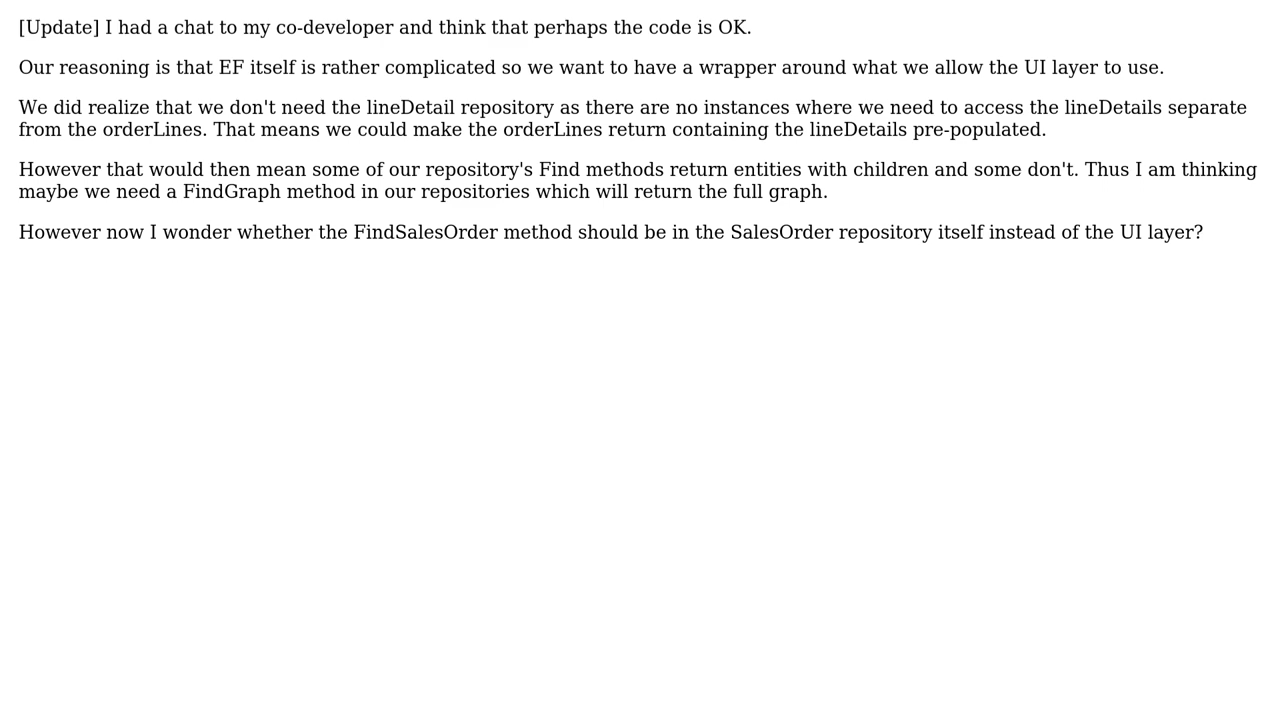 [Update] I had a chat to my co-developer and think that perhaps the code is OK.
Our reasoning is that EF itself is rather complicated so we want to have a wrapper around what we allow the UI layer to use.
We did realize that we don't need the lineDetail repository as there are no instances where we need to access the lineDetails separate
from the orderLines. That means we could make the orderLines return containing the lineDetails pre-populated.
However that would then mean some of our repository's Find methods return entities with children and some don't. Thus I am thinking
maybe we need a FindGraph method in our repositories which will return the full graph.
However now I wonder whether the FindSalesOrder method should be in the SalesOrder repository itself instead of the UI layer?